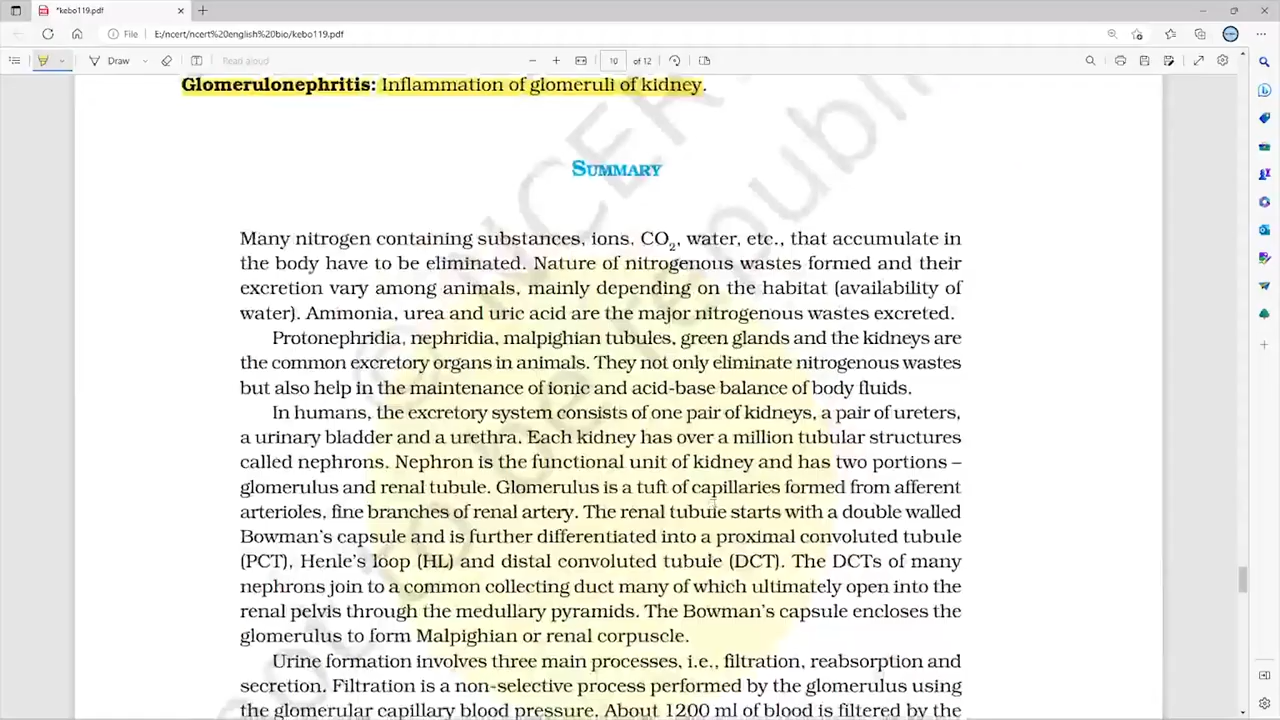 *kebo119.pdf
File
E:/ncert/ncert%20english%20bio/kebo119.pdf
Draw
Read aloud
10
of 12
Glomerulonephritis: Inflammation of glomeruli of kidney.
SUMMARY
Many nitrogen containing substances, ions, CO₂, water, etc., that accumulate in
the body have to be eliminated. Nature of nitrogenous wastes formed and their
excretion vary among animals, mainly depending on the habitat (availability of
water). Ammonia, urea and uric acid are the major nitrogenous wastes excreted.
Protonephridia, nephridia, malpighian tubules, green glands and the kidneys are
the common excretory organs in animals. They not only eliminate nitrogenous wastes
but also help in the maintenance of ionic and acid-base balance of body fluids.
In humans, the excretory system consists of one pair of kidneys, a pair of ureters,
a urinary bladder and a urethra. Each kidney has over a million tubular structures
called nephrons. Nephron is the functional unit of kidney and has two portions –
glomerulus and renal tubule. Glomerulus is a tuft of capillaries formed from afferent
arterioles, fine branches of renal artery. The renal tubule starts with a double walled
Bowman's capsule and is further differentiated into a proximal convoluted tubule
(PCT), Henle's loop (HL) and distal convoluted tubule (DCT). The DCTs of many
nephrons join to a common collecting duct many of which ultimately open into the
renal pelvis through the medullary pyramids. The Bowman's capsule encloses the
glomerulus to form Malpighian or renal corpuscle.
Urine formation involves three main processes, i.e., filtration, reabsorption and
secretion. Filtration is a non-selective process performed by the glomerulus using
the glomerular capillary blood pressure. About 1200 ml of blood is filtered by the
© NCERT
to be republi